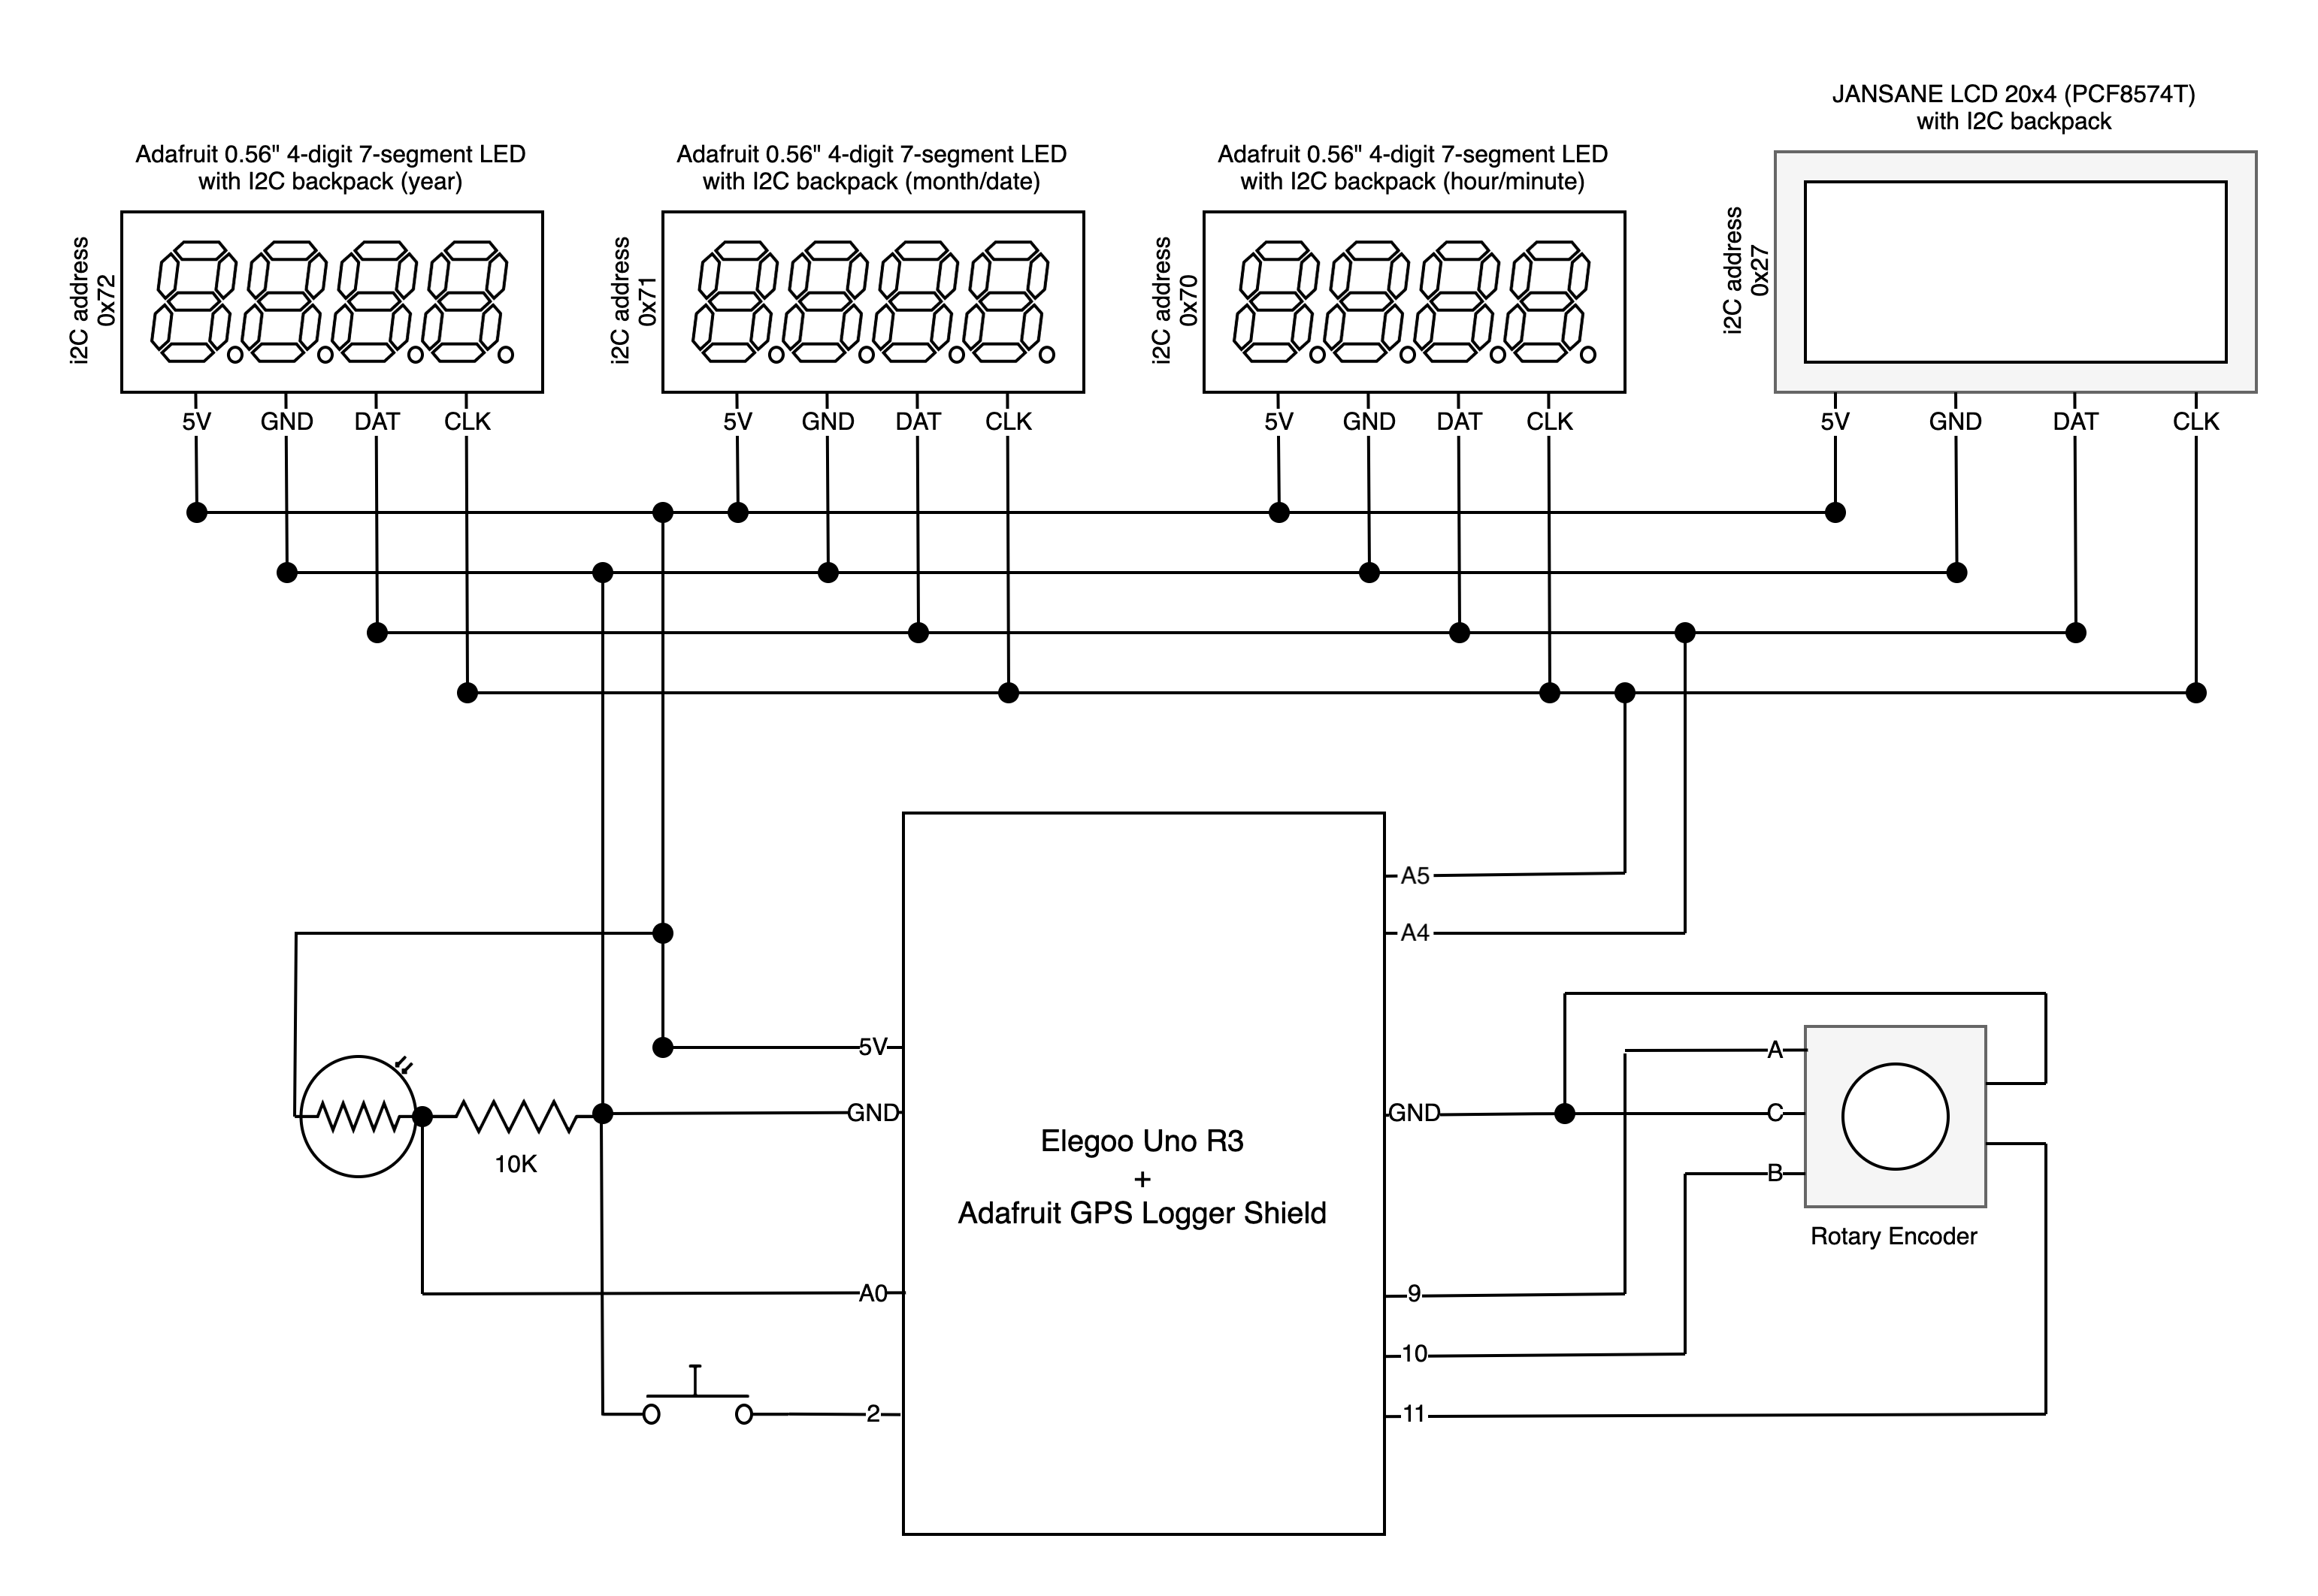 JANSANE LCD 20x4 (PCF8574T)
with I2C backpack
Adafruit 0.56" 4-digit 7-segment LED
with I2C backpack (year)
Adafruit 0.56" 4-digit 7-segment LED
with I2C backpack (month/date)
Adafruit 0.56" 4-digit 7-segment LED
with I2C backpack (hour/minute)
i2C address
0x72
i2C address
0x71
i2C address
0x70
i2C address
0x27
5V GND DAT CLK
5V GND DAT CLK
5V GND DAT CLK
5V GND DAT CLK
A5
A4
5V
GND
10K
A0
2
Elegoo Uno R3
+
Adafruit GPS Logger Shield
GND
9
10
11
A
C
B
Rotary Encoder